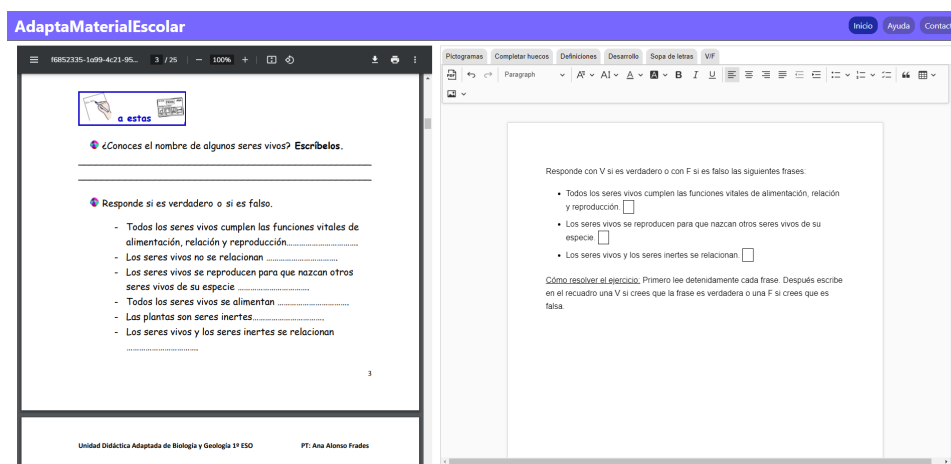 AdaptaMaterialEscolar
Inicio Ayuda Contact
f6852335-1a99-4c21-95... 3 / 25 | − 100% + |
a estas
¿Conoces el nombre de algunos seres vivos? Escríbelos.
Responde si es verdadero o si es falso.
- Todos los seres vivos cumplen las funciones vitales de
alimentación, relación y reproducción..................................
- Los seres vivos no se relacionan ..................................
- Los seres vivos se reproducen para que nazcan otros
seres vivos de su especie ..................................
- Todos los seres vivos se alimentan ..................................
- Las plantas son seres inertes..................................
- Los seres vivos y los seres inertes se relacionan
..................................
3
Unidad Didáctica Adaptada de Biología y Geología 1º ESO PT: Ana Alonso Frades
Pictogramas Completar huecos Definiciones Desarrollo Sopa de letras V/F
Paragraph
Responde con V si es verdadero o con F si es falso las siguientes frases:
• Todos los seres vivos cumplen las funciones vitales de alimentación, relación
y reproducción.
• Los seres vivos se reproducen para que nazcan otros seres vivos de su
especie.
• Los seres vivos y los seres inertes se relacionan.
Cómo resolver el ejercicio: Primero lee detenidamente cada frase. Después escribe
en el recuadro una V si crees que la frase es verdadera o una F si crees que es
falsa.